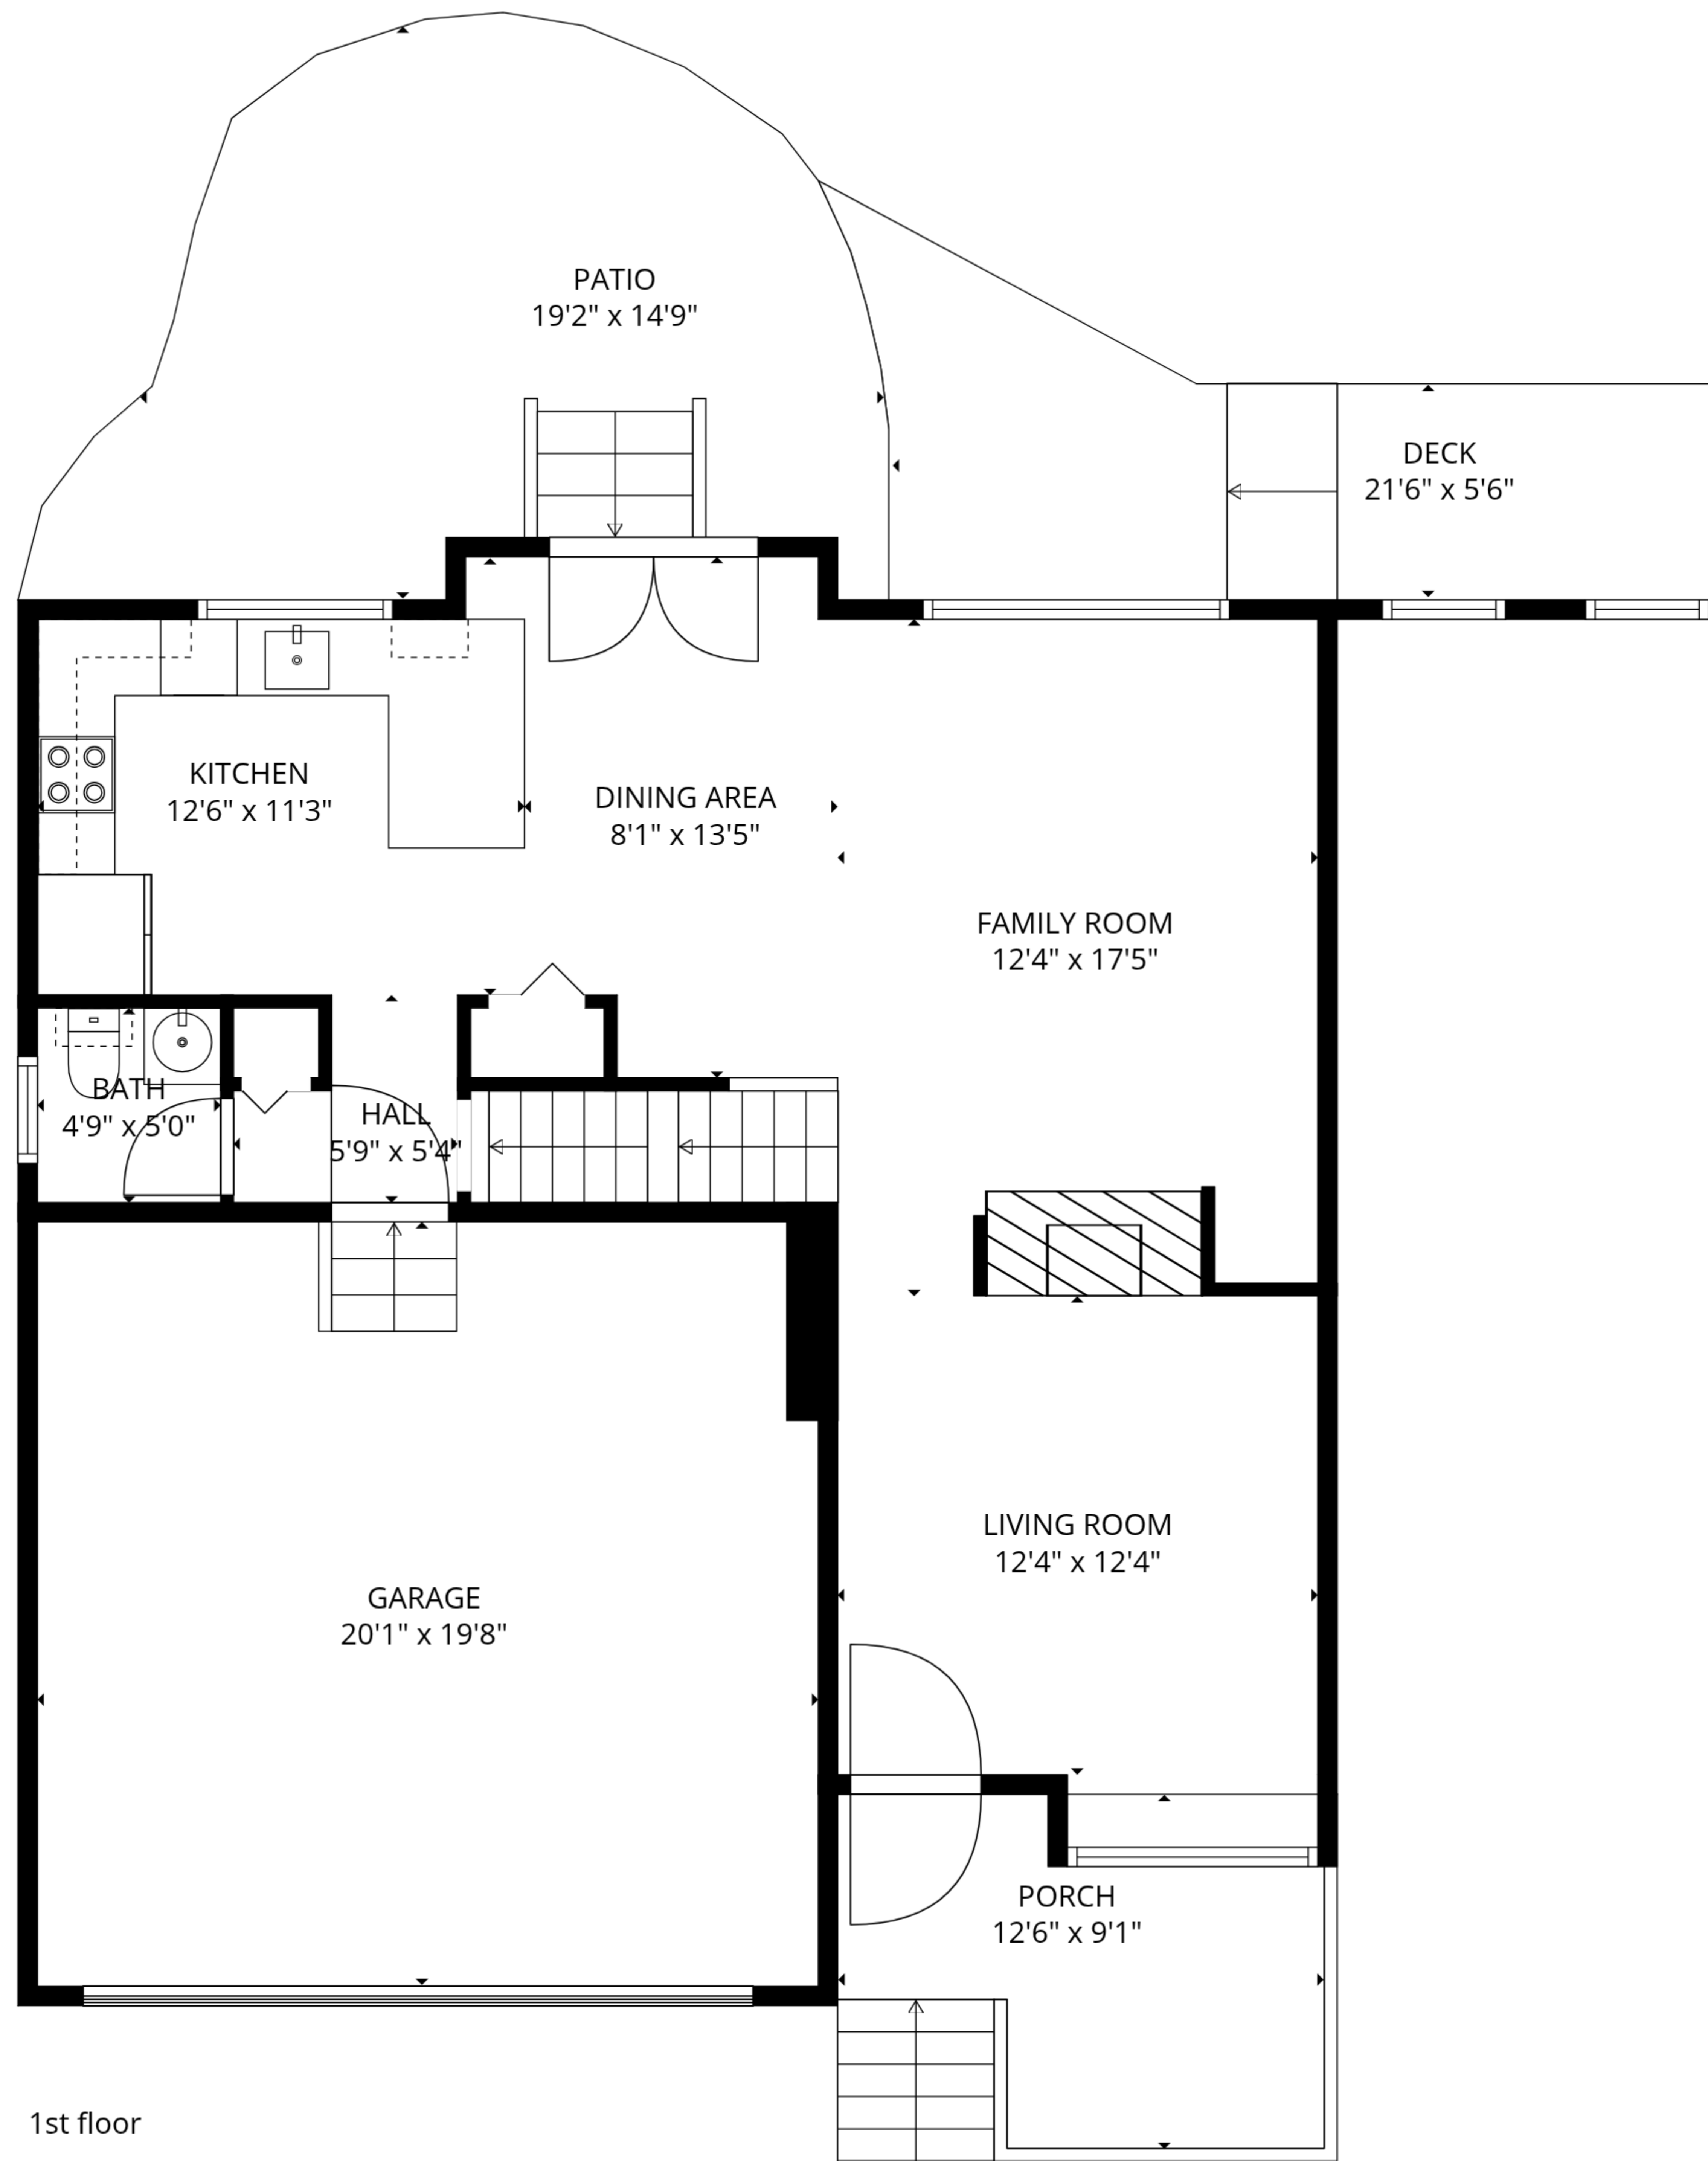 PATIO
19'2" x 14'9"
DECK
21'6" x 5'6"
KITCHEN
12'6" x 11'3"
DINING AREA
8'1" x 13'5"
FAMILY ROOM
12'4" x 17'5"
BATH
4'9" x 5'0"
HALL
5'9" x 5'4"
LIVING ROOM
12'4" x 12'4"
GARAGE
20'1" x 19'8"
PORCH
12'6" x 9'1"
1st floor